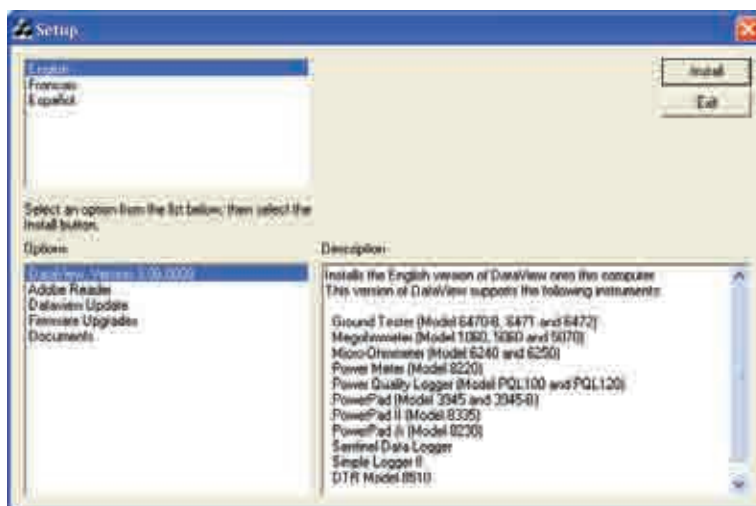 Setup
English
Francais
Español
Install
Exit
Select an option from the list below, then select the
Install button.
Options
DataView, Version
Adobe Reader
Dataview Update
Firmware Upgrades
Documents
Description
Installs the English version of DataView onto this computer
This version of DataView supports the following instruments:
Ground Tester (Model 6470-B, 6471 and 6472)
Megohmmeter (Model 1060, 5060 and 5070)
Micro-Ohmmeter (Model 6240 and 6250)
Power Meter (Model 8220)
Power Quality Logger (Model PQL100 and PQL120)
PowerPad (Model 3945 and 3945-B)
PowerPad II (Model 8335)
PowerPad Jr. (Model 8230)
Sentinel Data Logger
Simple Logger II
DTR Model 8510